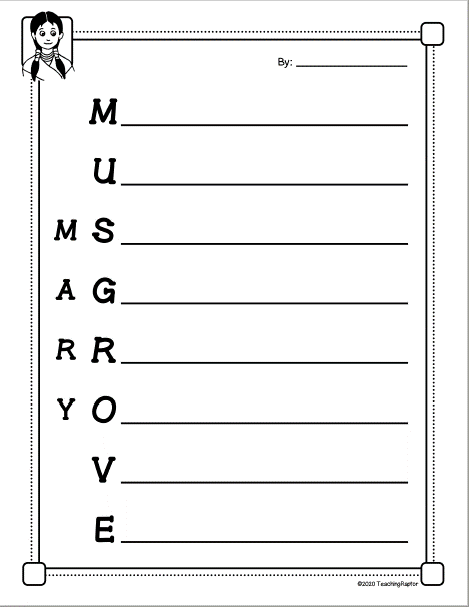 By:
M
U
M S
A G
R R
Y O
V
E
©2020 TeachingRaptor